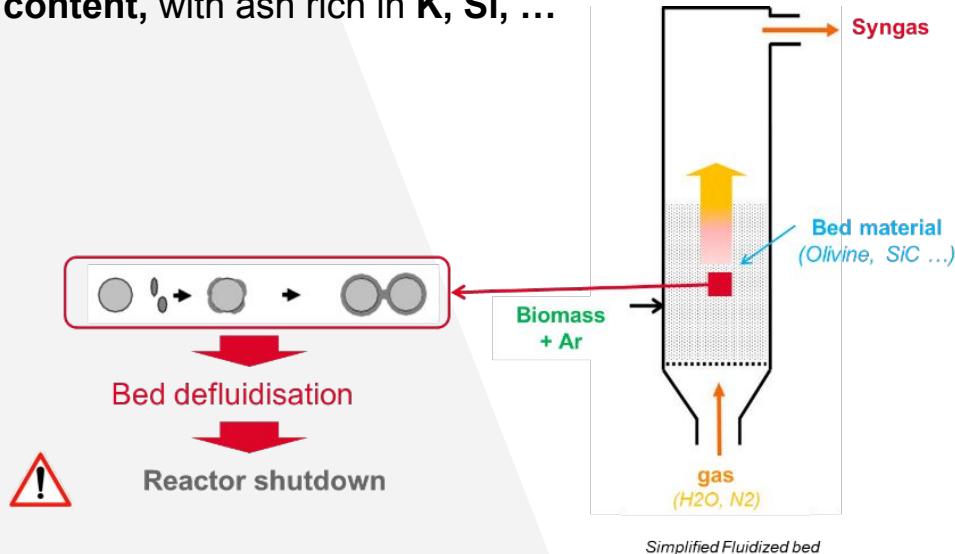 content, with ash rich in K, Si, …
Syngas
Bed material
(Olivine, SiC ...)
Biomass
+ Ar
Bed defluidisation
Reactor shutdown
gas
(H2O, N2)
Simplified Fluidized bed